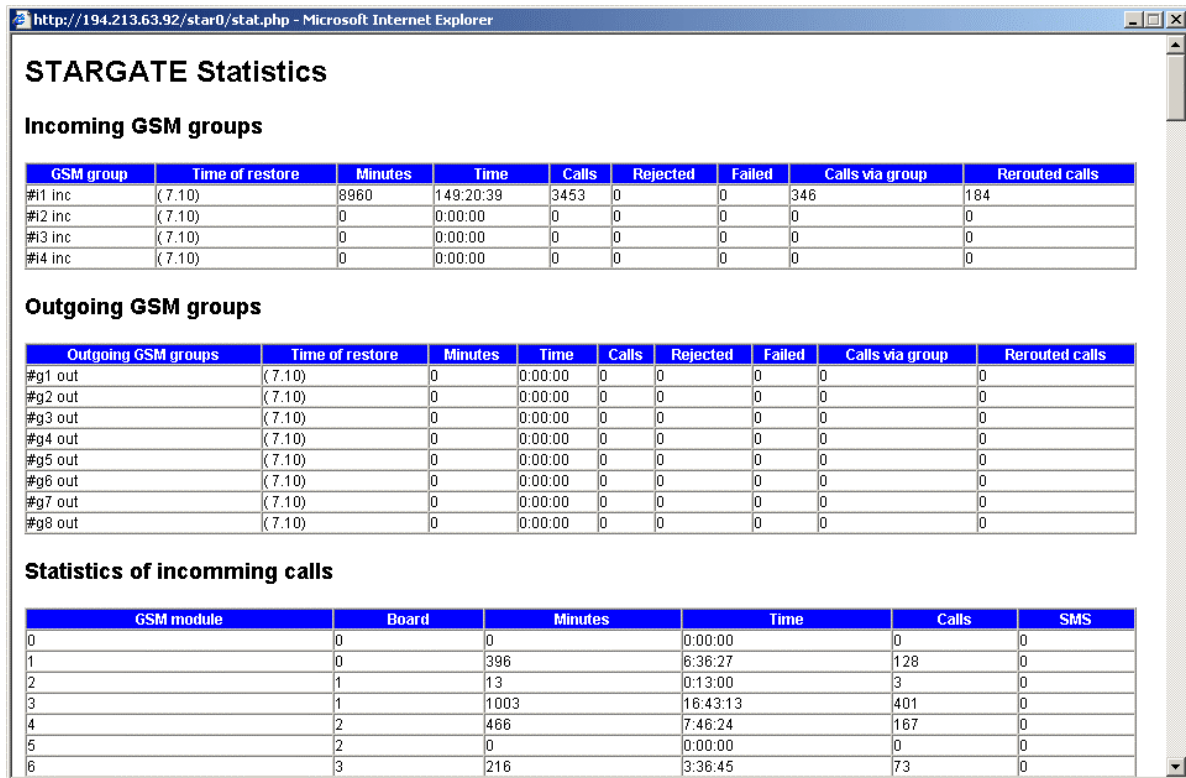 http://194.213.63.92/star0/stat.php - Microsoft Internet Explorer
STARGATE Statistics
Incoming GSM groups
GSM group Time of restore Minutes Time Calls Rejected Failed Calls via group Rerouted calls
#i1 inc ( 7.10) 8960 149:20:39 3453 0 0 346 184
#i2 inc ( 7.10) 0 0:00:00 0 0 0 0 0
#i3 inc ( 7.10) 0 0:00:00 0 0 0 0 0
#i4 inc ( 7.10) 0 0:00:00 0 0 0 0 0
Outgoing GSM groups
Outgoing GSM groups Time of restore Minutes Time Calls Rejected Failed Calls via group Rerouted calls
#g1 out ( 7.10) 0 0:00:00 0 0 0 0 0
#g2 out ( 7.10) 0 0:00:00 0 0 0 0 0
#g3 out ( 7.10) 0 0:00:00 0 0 0 0 0
#g4 out ( 7.10) 0 0:00:00 0 0 0 0 0
#g5 out ( 7.10) 0 0:00:00 0 0 0 0 0
#g6 out ( 7.10) 0 0:00:00 0 0 0 0 0
#g7 out ( 7.10) 0 0:00:00 0 0 0 0 0
#g8 out ( 7.10) 0 0:00:00 0 0 0 0 0
Statistics of incomming calls
GSM module Board Minutes Time Calls SMS
0 0 0 0:00:00 0 0
1 0 396 6:36:27 128 0
2 1 13 0:13:00 3 0
3 1 1003 16:43:13 401 0
4 2 466 7:46:24 167 0
5 2 0 0:00:00 0 0
6 3 216 3:36:45 73 0